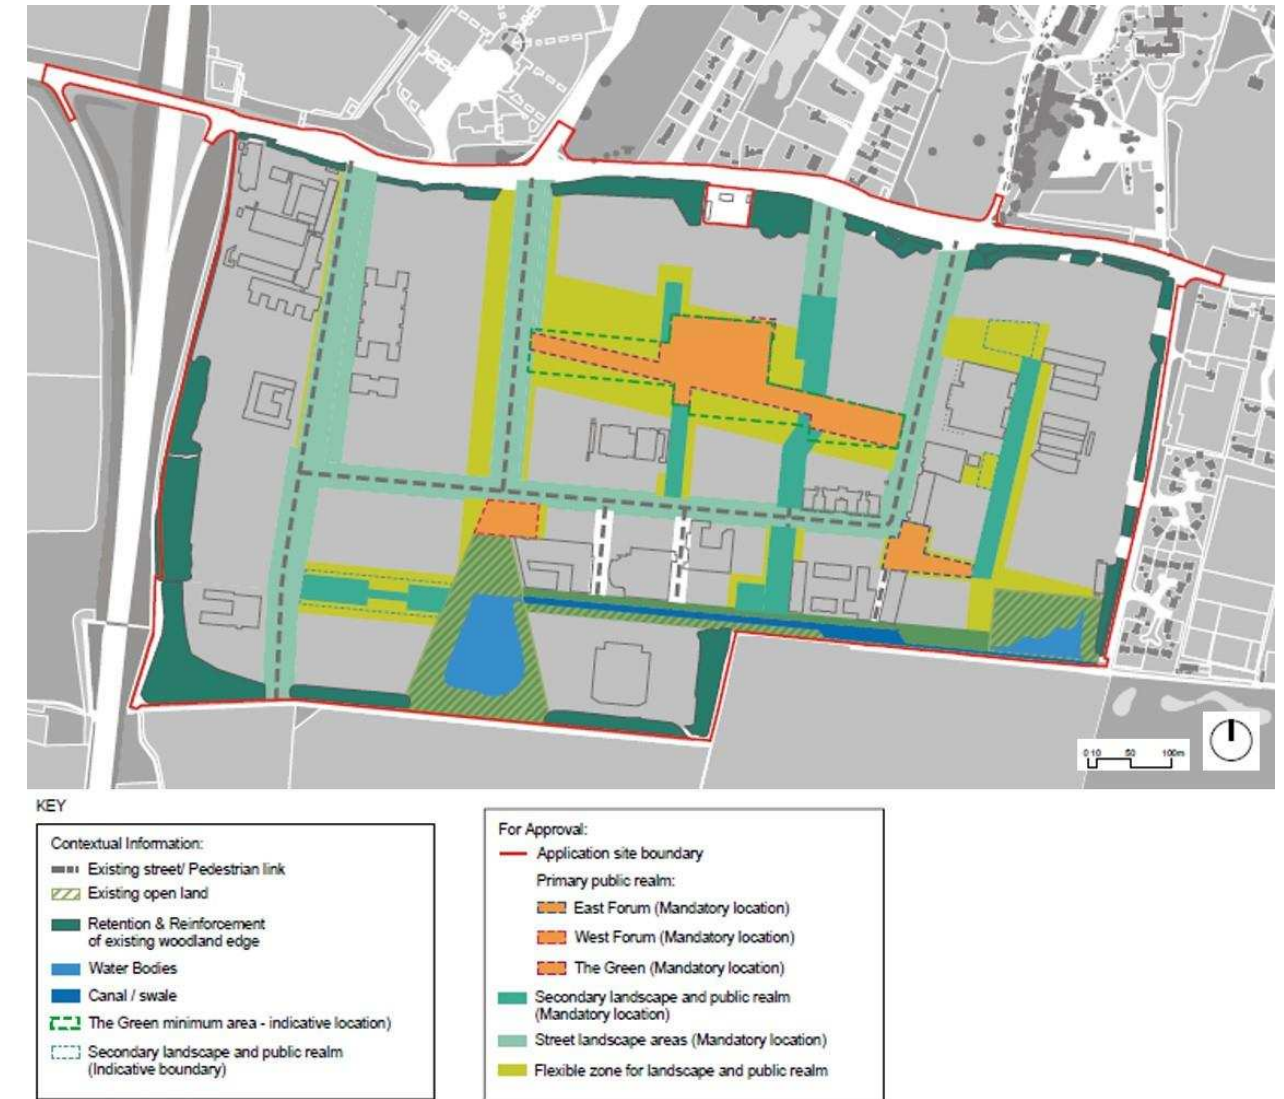 0 10 50 100m
KEY
Contextual Information:
Existing street/ Pedestrian link
Existing open land
Retention & Reinforcement
of existing woodland edge
Water Bodies
Canal / swale
The Green minimum area - indicative location)
Secondary landscape and public realm
(Indicative boundary)
For Approval:
Application site boundary
Primary public realm:
East Forum (Mandatory location)
West Forum (Mandatory location)
The Green (Mandatory location)
Secondary landscape and public realm
(Mandatory location)
Street landscape areas (Mandatory location)
Flexible zone for landscape and public realm